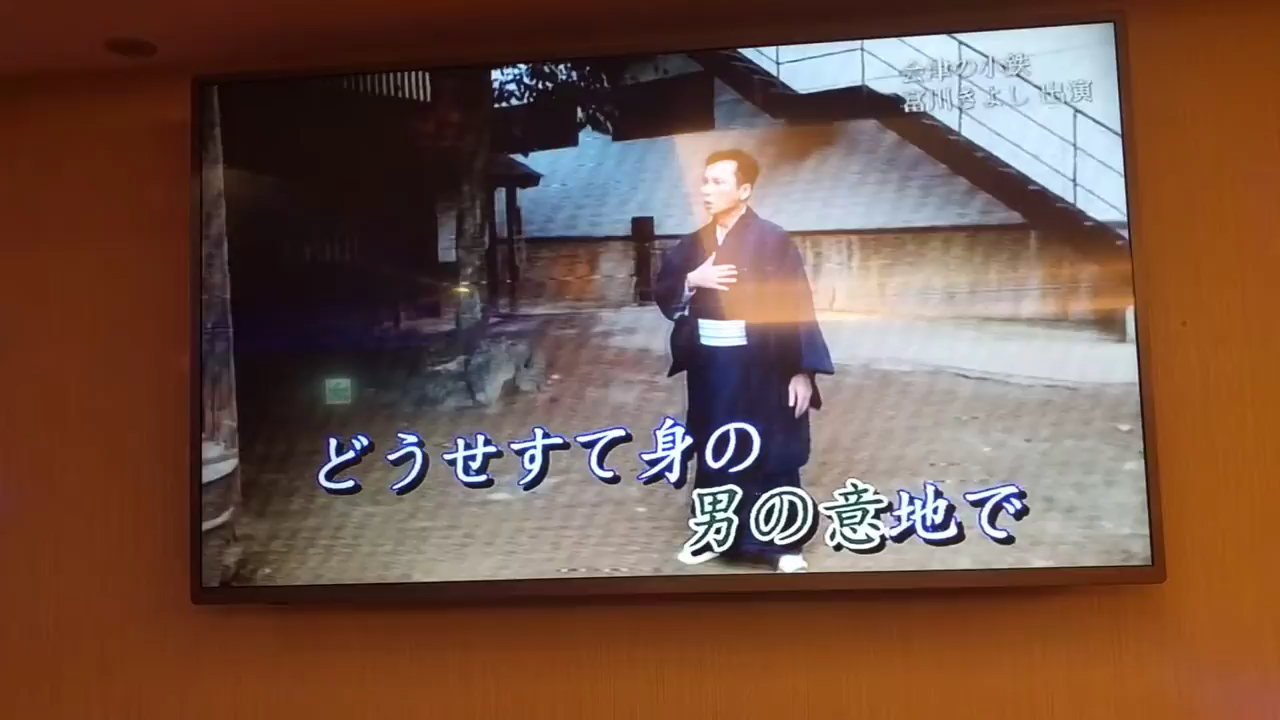 会津の小鉄
富川きよし 出演
どうせすて身の
男の意地で